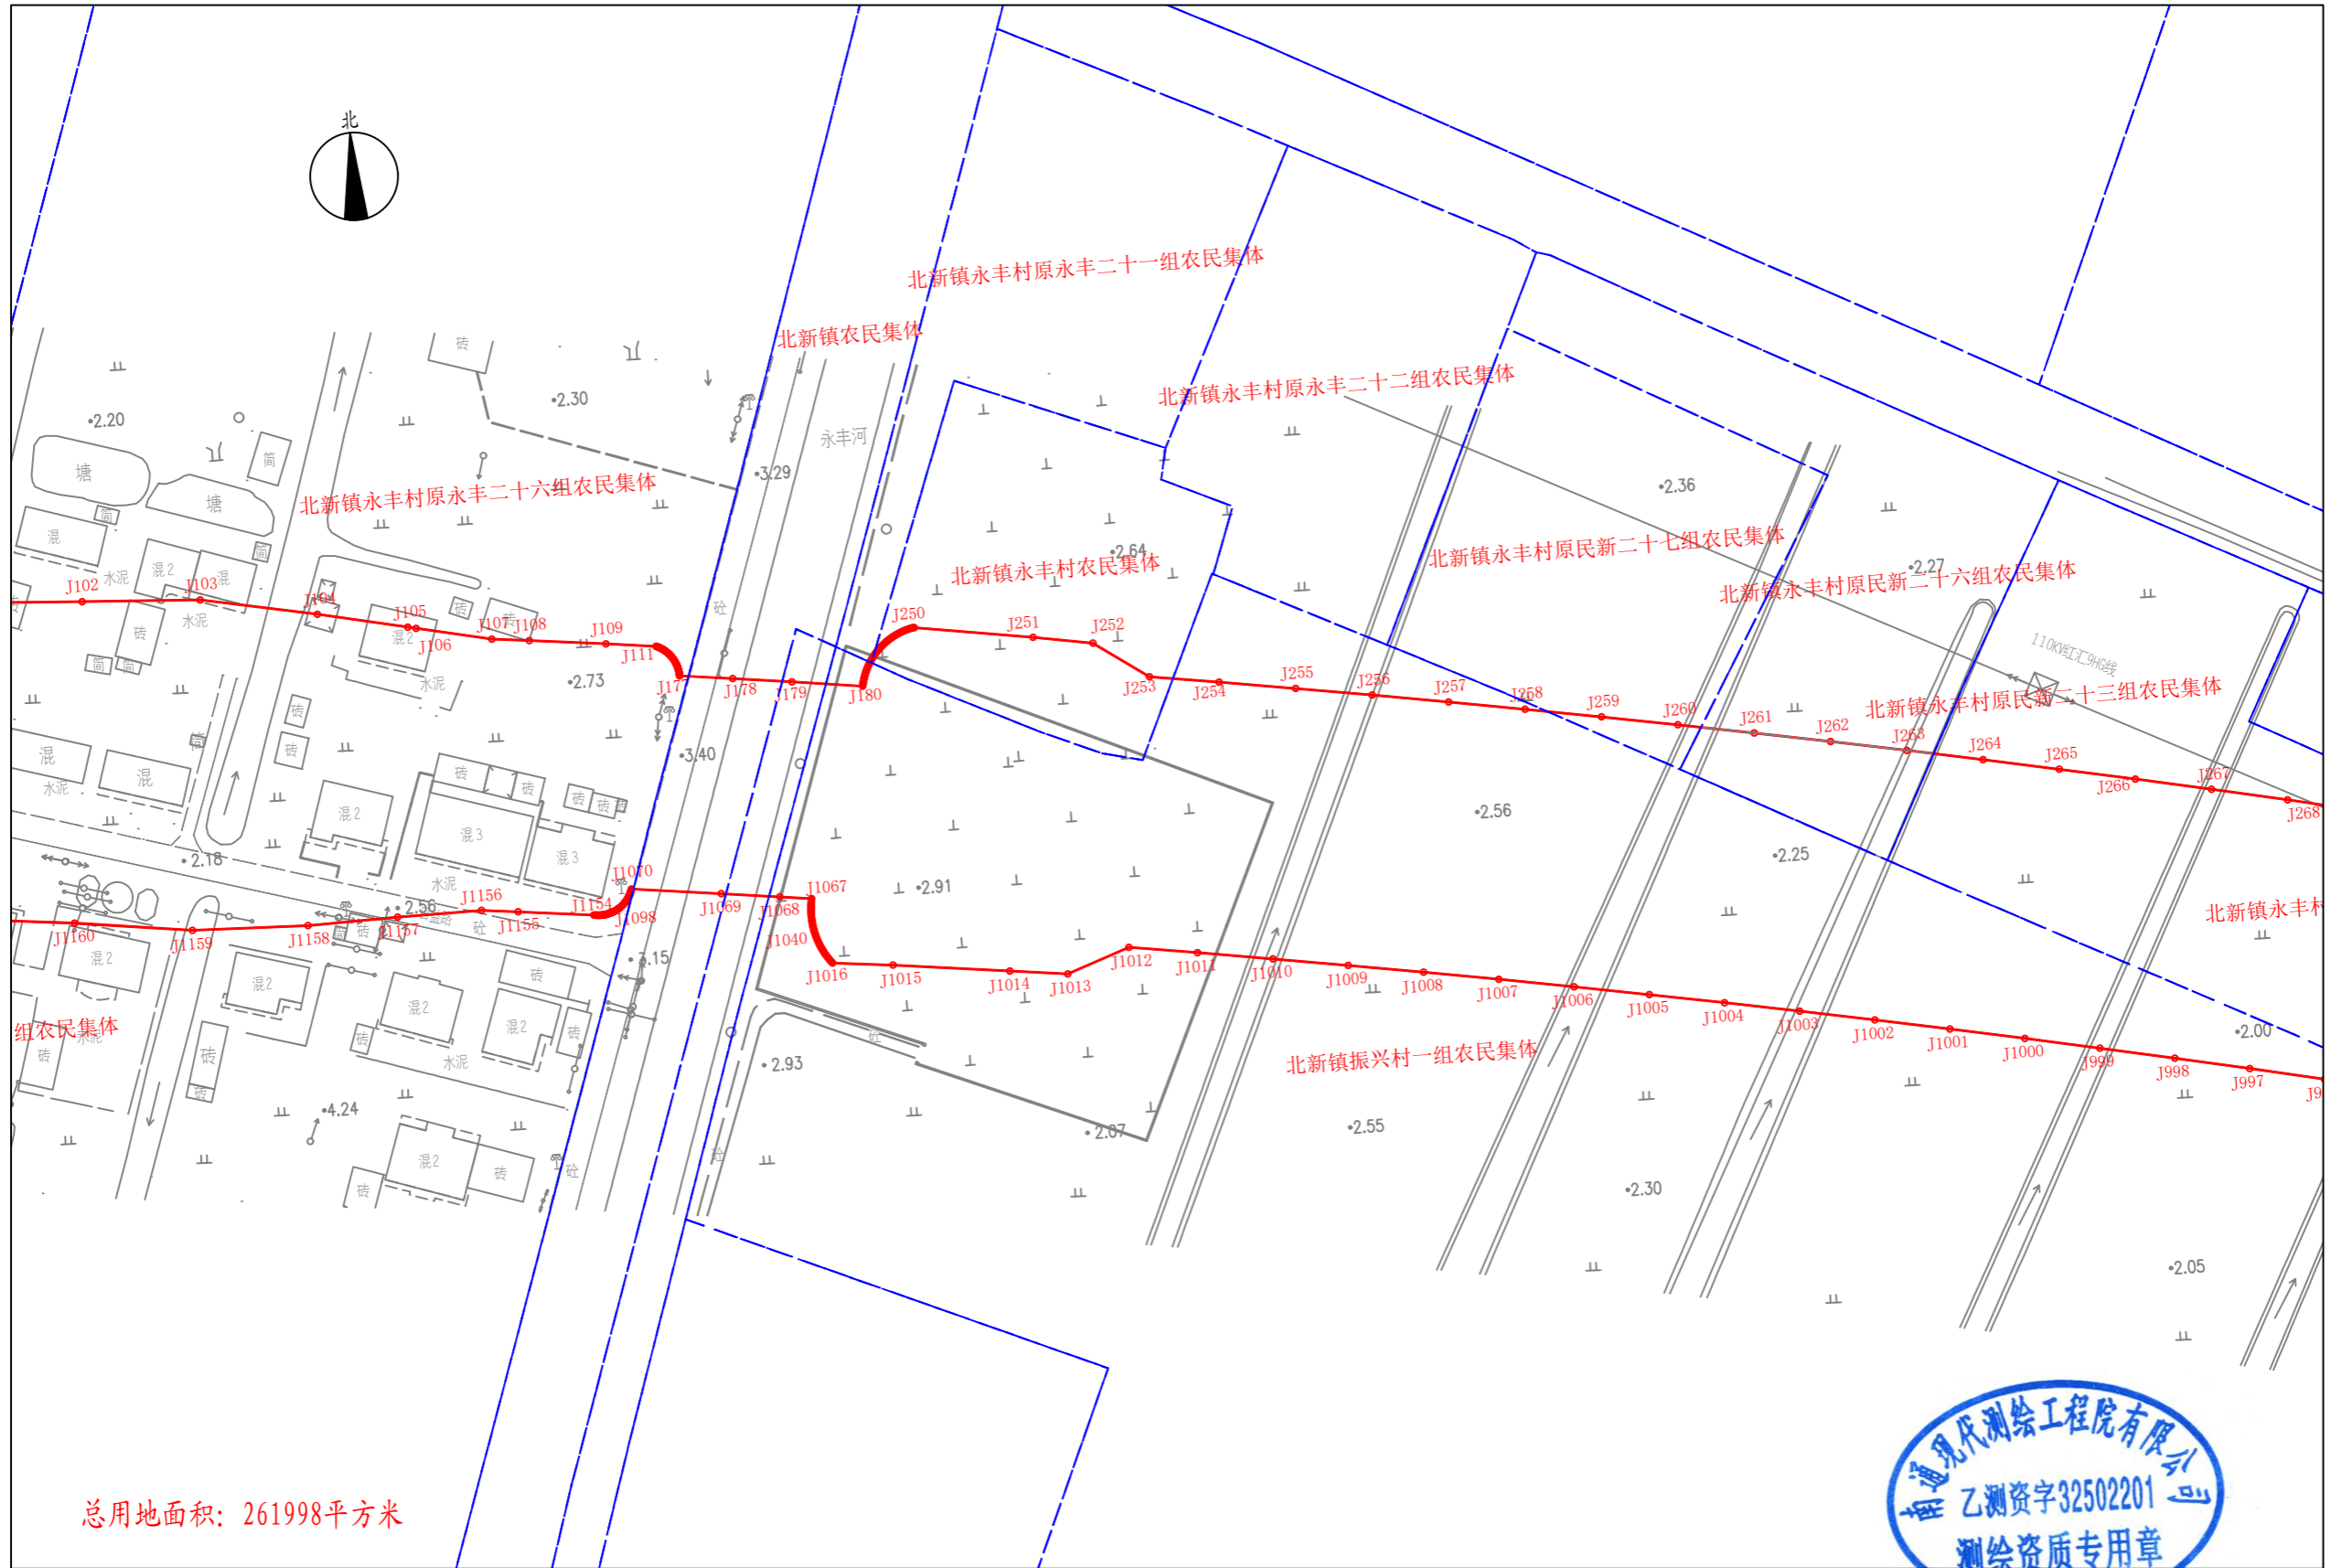 北
北新镇永丰村原永丰二十一组农民集体
北新镇农民集体
砖
北新镇永丰村原永丰二十二组农民集体
2.30
2.20
永丰河
塘
简
3.29
2.36
塘
北新镇永丰村原永丰二十六组农民集体
简
混
简
2.64
北新镇永丰村原民新二十七组农民集体
2.27
北新镇永丰村农民集体
北新镇永丰村原民新二十六组农民集体
水泥
混2
混
J102
J103
J104
J105
J106
J107
J108
J109
J111
砖
砖
混2
砼
水泥
砖
简
简
J250
J251
J252
110KV红汇9H6线
2.73
水泥
J177
J178
J179
J180
J253
J254
J255
J256
J257
J258
J259
J260
J261
J262
J263
J264
J265
J266
J267
J268
北新镇永丰村原民新二十三组农民集体
砖
砖
简
3.40
混
混
水泥
砖
砖
砖
砖
砖
混2
混3
混3
2.56
2.25
2.18
水泥
2.91
J1070
J1069
J1068
J1067
J1040
J1016
J1015
J1014
J1013
J1012
J1011
J1010
J1009
J1008
J1007
J1006
J1005
J1004
J1003
J1002
J1001
J1000
J999
J998
J997
J9
J1160
J1159
J1158
J1157
J1156
J1155
J1154
J1098
2.56
砼
简
砖
北新镇永丰村
混2
混2
混2
混2
砖
砖
3.15
组农民集体
水泥
砖
砖
砖
砖
水泥
砼
2.93
2.00
北新镇振兴村一组农民集体
4.24
2.07
2.55
混2
砖
砖
砼
砼
2.30
2.05
总用地面积：261998平方米
南通现代测绘工程院有限公司
乙测资字32502201
测绘资质专用章